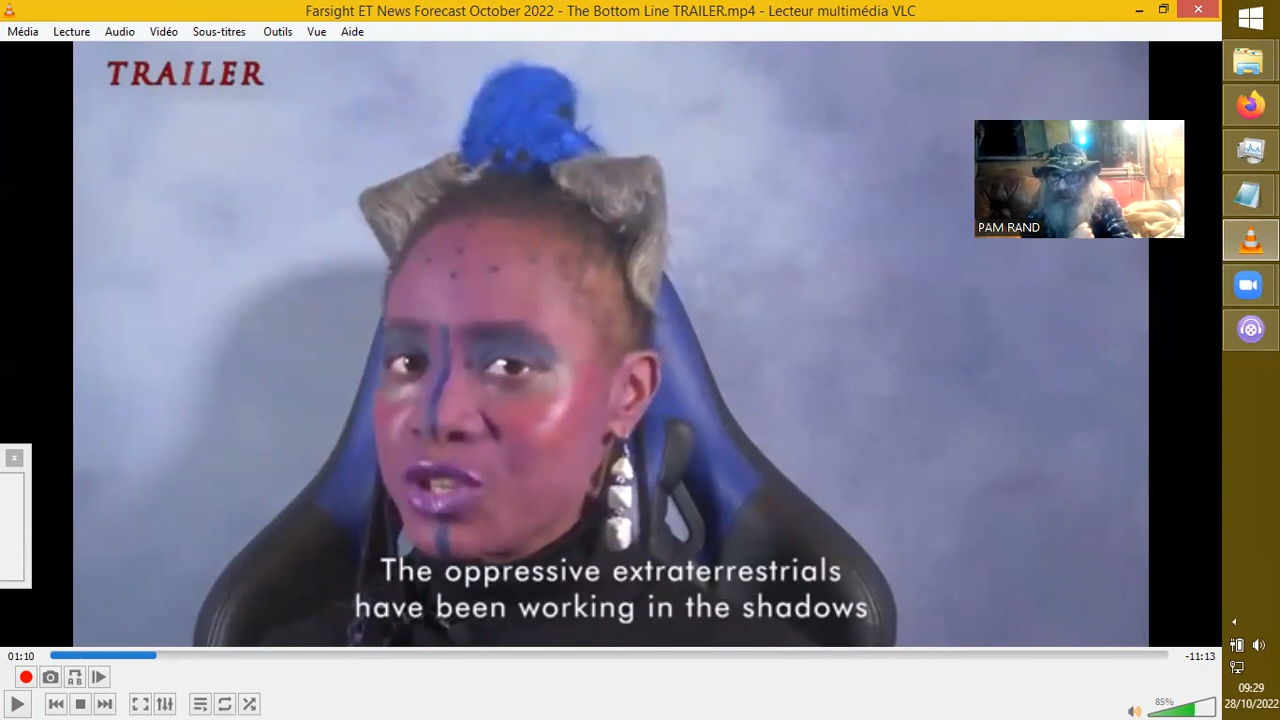 Farsight ET News Forecast October 2022 - The Bottom Line TRAILER.mp4 - Lecteur multimédia VLC
Média Lecture Audio Vidéo Sous-titres Outils Vue Aide
TRAILER
PAM RAND
The oppressive extraterrestrials
have been working in the shadows
01:10
-11:13
85%
09:29
28/10/2022